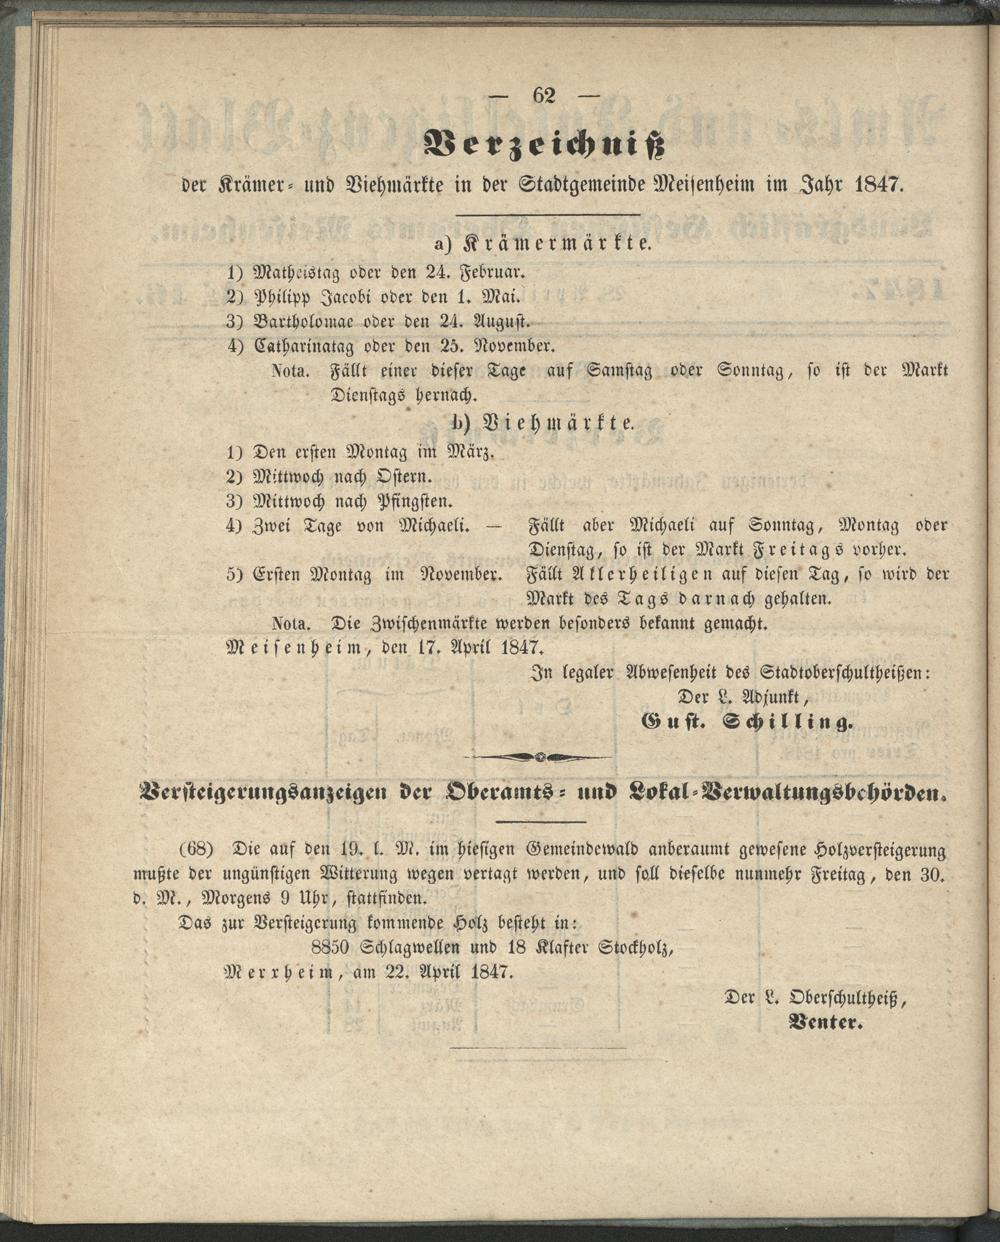 — 62 —
Verzeichniß
der Krämer- und Viehmärkte in der Stadtgemeinde Meisenheim im Jahr 1847.
a) Krämermärkte.
1) Matheistag oder den 24. Februar.
2) Philipp Jacobi oder den 1. Mai.
3) Bartholomae oder den 24. August.
4) Catharinatag oder den 25. November.
Nota. Fällt einer dieser Tage auf Samstag oder Sonntag, so ist der Markt
Dienstags hernach.
b) Viehmärkte.
1) Den ersten Montag im März.
2) Mittwoch nach Ostern.
3) Mittwoch nach Pfingsten.
4) Zwei Tage von Michaeli. — Fällt aber Michaeli auf Sonntag, Montag oder
Dienstag, so ist der Markt Freitags vorher.
5) Ersten Montag im November. Fällt Allerheiligen auf diesen Tag, so wird der
Markt des Tags darnach gehalten.
Nota. Die Zwischenmärkte werden besonders bekannt gemacht.
Meisenheim, den 17. April 1847.
In legaler Abwesenheit des Stadtoberschultheißen:
Der L. Adjunkt,
Gust. Schilling.
Versteigerungsanzeigen der Oberamts- und Lokal-Verwaltungsbehörden.
(68) Die auf den 19. l. M. im hiesigen Gemeindewald anberaumt gewesene Holzversteigerung
mußte der ungünstigen Witterung wegen vertagt werden, und soll dieselbe nunmehr Freitag, den 30.
d. M., Morgens 9 Uhr, stattfinden.
Das zur Versteigerung kommende Holz besteht in:
8850 Schlagwellen und 18 Klafter Stockholz,
Merxheim, am 22. April 1847.
Der L. Oberschultheiß,
Venter.